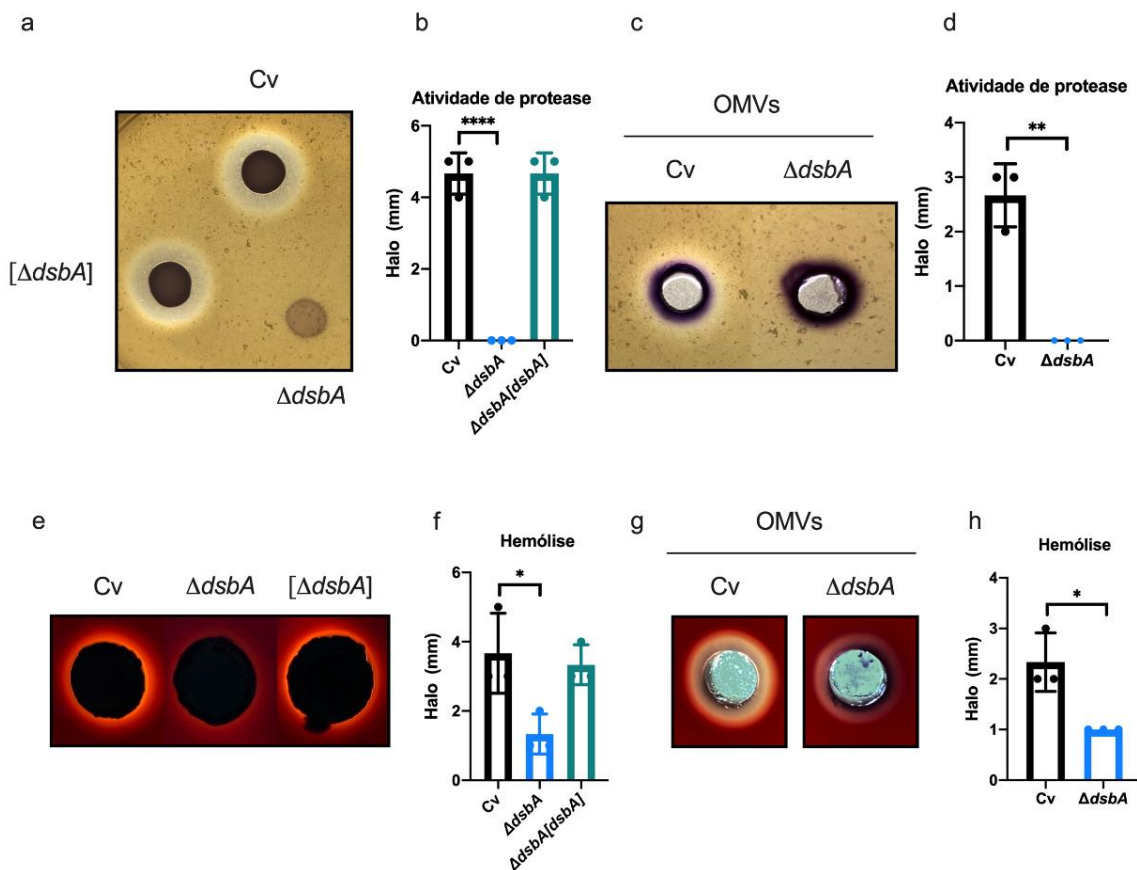 a
Cv
[ΔdsbA]
ΔdsbA
b
Atividade de protease
****
Halo (mm)
6
4
2
0
Cv
ΔdsbA
ΔdsbA[dsbA]
c
OMVs
Cv ΔdsbA
d
Atividade de protease
**
Halo (mm)
4
3
2
1
0
Cv ΔdsbA
e
Cv ΔdsbA [ΔdsbA]
f
Hemólise
*
Halo (mm)
6
4
2
0
Cv
ΔdsbA
ΔdsbA[dsbA]
g
OMVs
Cv ΔdsbA
h
Hemólise
*
Halo (mm)
4
3
2
1
0
Cv ΔdsbA